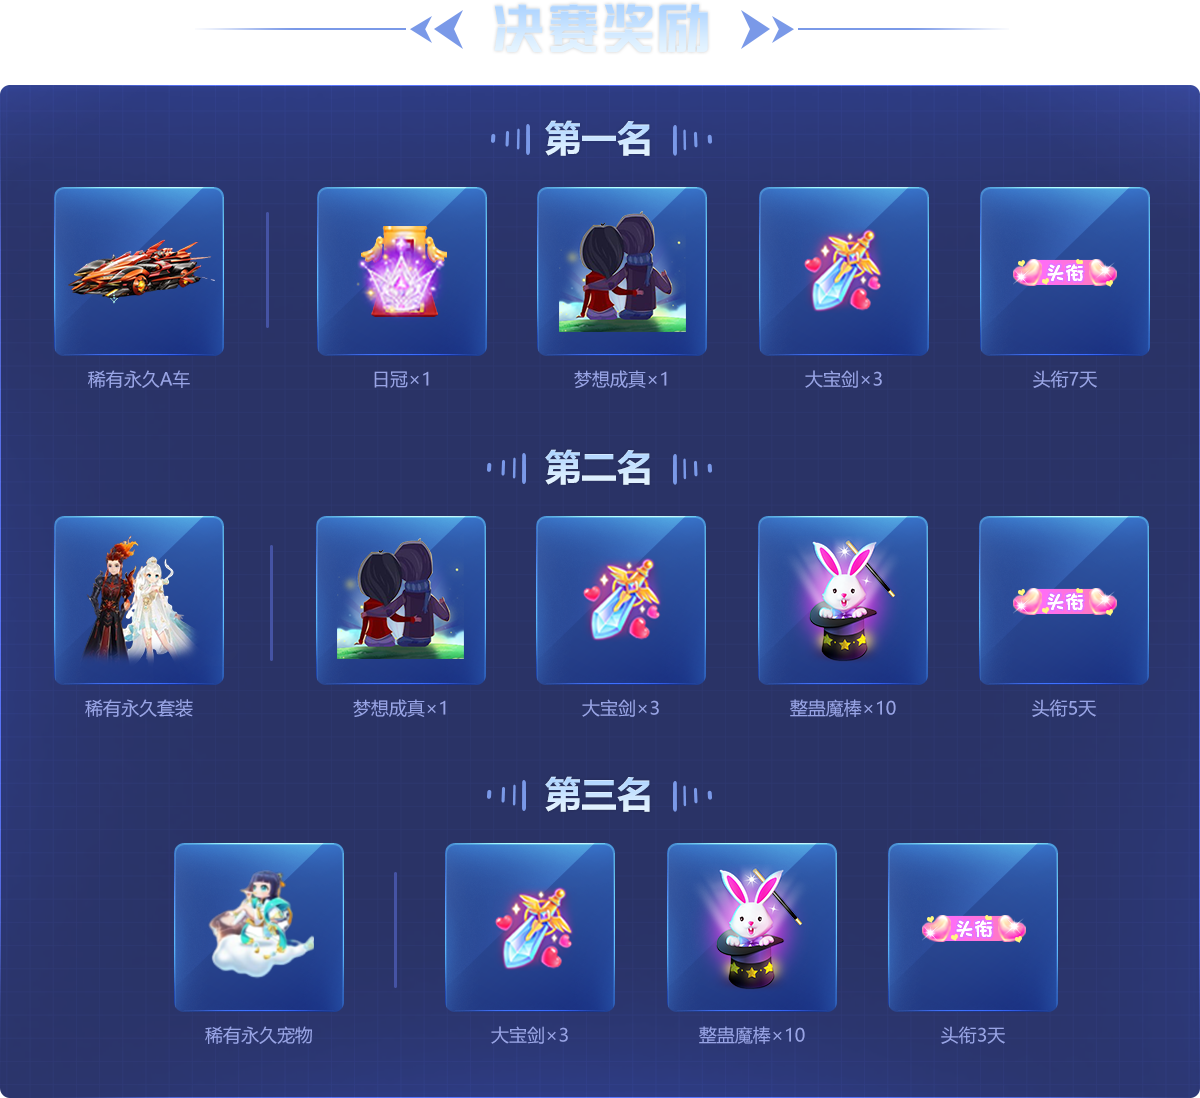 决赛奖励
第一名
头衔
稀有永久A车 日冠×1 梦想成真×1 大宝剑×3 头衔7天
第二名
头衔
稀有永久套装 梦想成真×1 大宝剑×3 整蛊魔棒×10 头衔5天
第三名
头衔
稀有永久宠物 大宝剑×3 整蛊魔棒×10 头衔3天